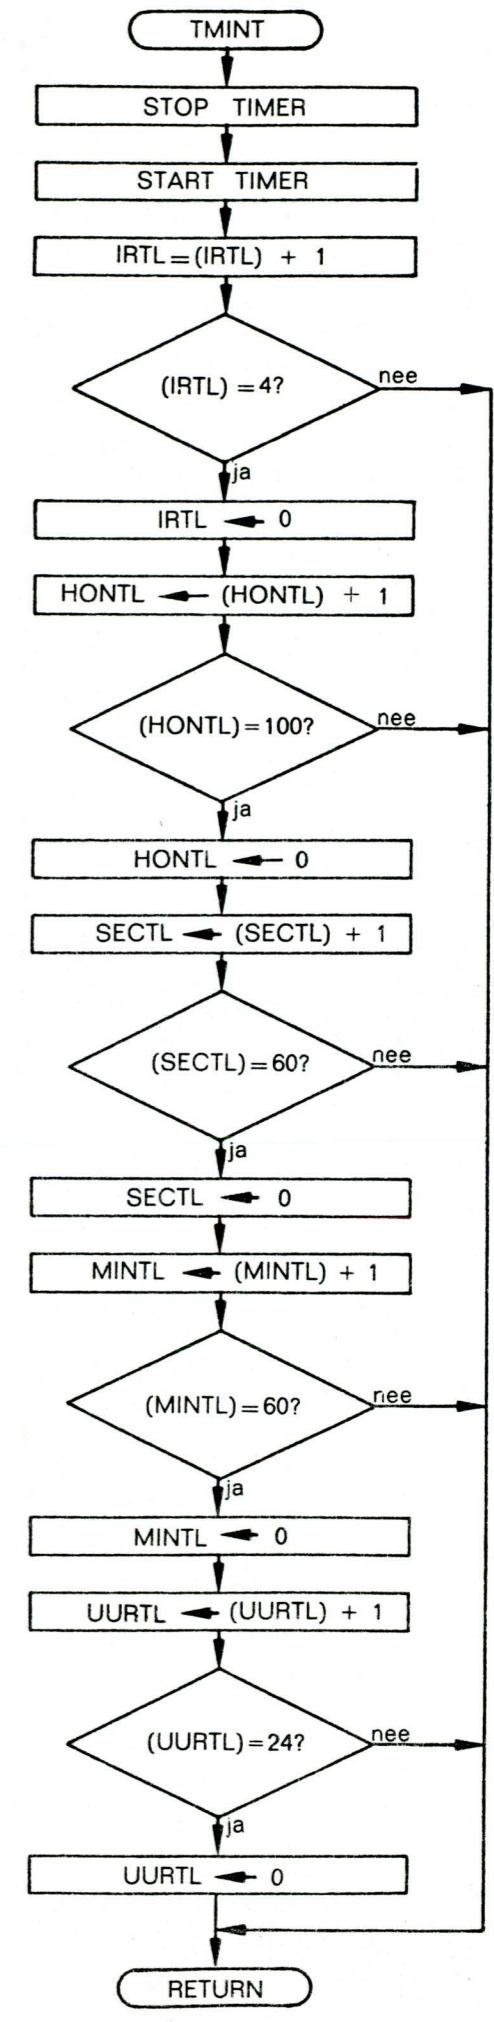 TMINT
STOP TIMER
START TIMER
IRTL = (IRTL) + 1
(IRTL) = 4?
nee
ja
IRTL ← 0
HONTL ← (HONTL) + 1
(HONTL) = 100?
nee
ja
HONTL ← 0
SECTL ← (SECTL) + 1
(SECTL) = 60?
nee
ja
SECTL ← 0
MINTL ← (MINTL) + 1
(MINTL) = 60?
nee
ja
MINTL ← 0
UURTL ← (UURTL) + 1
(UURTL) = 24?
nee
ja
UURTL ← 0
RETURN